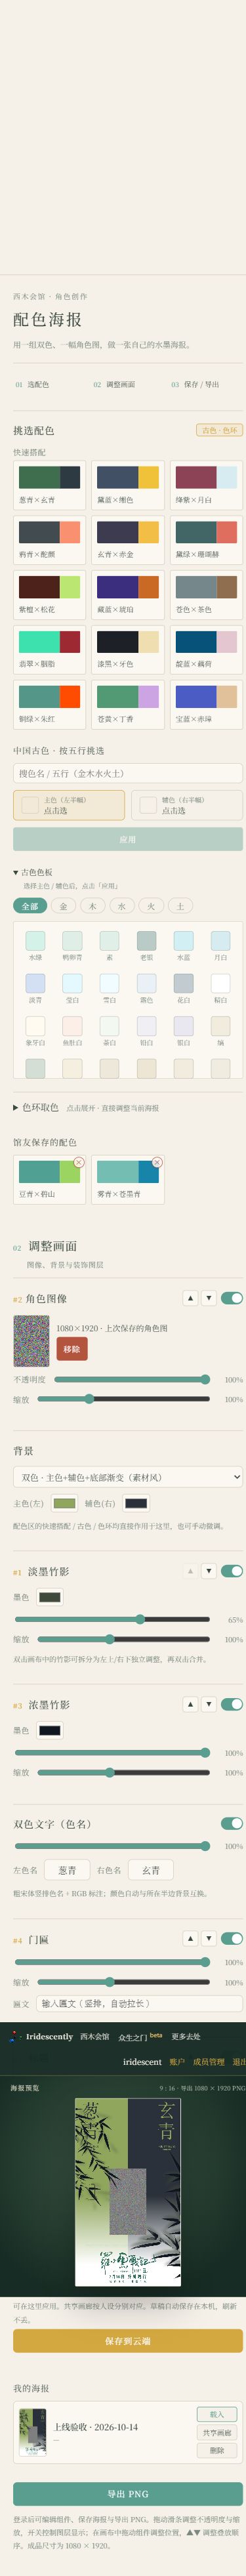 西木会馆 · 角色创作
配色海报
用一组双色、一幅角色图，做一张自己的水墨海报。
01 选配色 02 调整画面 03 保存 / 导出
挑选配色 古色 · 色环
快速搭配
葱青×玄青 黛蓝×缃色 绛紫×月白
鸦青×酡颜 玄青×赤金 黛绿×珊瑚赫
紫檀×松花 藏蓝×琥珀 苍色×茶色
翡翠×胭脂 漆黑×牙色 靛蓝×藕荷
铜绿×朱红 苍黄×丁香 宝蓝×赤璋
中国古色 · 按五行挑选
搜色名 / 五行（金木水火土）
主色（左半幅） 辅色（右半幅）
点击选 点击选
应用
▼ 古色色板
选择主色 / 辅色后，点击「应用」
全部 金 木 水 火 土
水绿 鸭卵青 素 老银 水蓝 月白
淡青 莹白 雪白 霜色 花白 精白
象牙白 鱼肚白 茶白 铅白 银白 缟
▶ 色环取色 点击展开 · 直接调整当前海报
馆友保存的配色
豆青×碧山 雾青×苍墨青
02 调整画面
图像、背景与装饰图层
#2 角色图像 ▲ ▼
1080×1920 · 上次保存的角色图
移除
不透明度 100%
缩放 100%
背景
双色 · 主色+辅色+底部渐变（素材风）
主色(左) 辅色(右)
配色区的快速搭配 / 古色 / 色环均直接作用于这里，也可手动微调。
#1 淡墨竹影 ▲ ▼
墨色
65%
缩放 100%
双击画布中的竹影可拆分为左上/右下独立调整，再双击合并。
#3 浓墨竹影 ▲ ▼
墨色
100%
缩放 100%
双色文字（色名）
100%
左色名 葱青 右色名 玄青
粗宋体竖排色名 + RGB 标注；颜色自动与所在半边背景互换。
#4 门匾 ▲ ▼
100%
缩放 100%
匾文 输入匾文（竖排，自动拉长）
Iridescently 西木会馆 众生之门 beta 更多去处
iridescent 账户 成员管理 退出
海报预览 9 : 16 · 导出 1080 × 1920 PNG
葱青
玄青
可在这里应用。共享画廊按人设分别对应。草稿自动保存在本机，刷新
不丢。
保存到云端
我的海报
上线验收 · 2026-10-14
—
载入
共享画廊
删除
导出 PNG
登录后可编辑组件、保存海报与导出 PNG。拖动滑条调整不透明度与缩
放，开关控制图层显示；在画布中拖动组件调整位置，▲▼ 调整叠放顺
序。成品尺寸为 1080 × 1920。